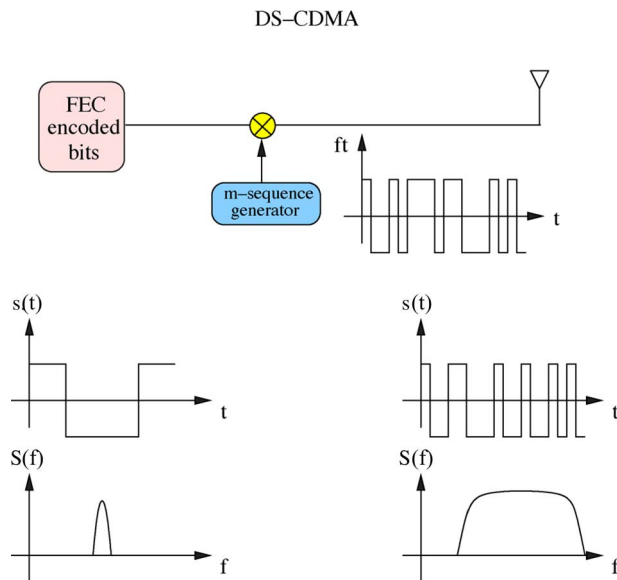 DS–CDMA
FEC
encoded
bits
m–sequence
generator
ft
t
s(t)
t
s(t)
t
S(f)
f
S(f)
f